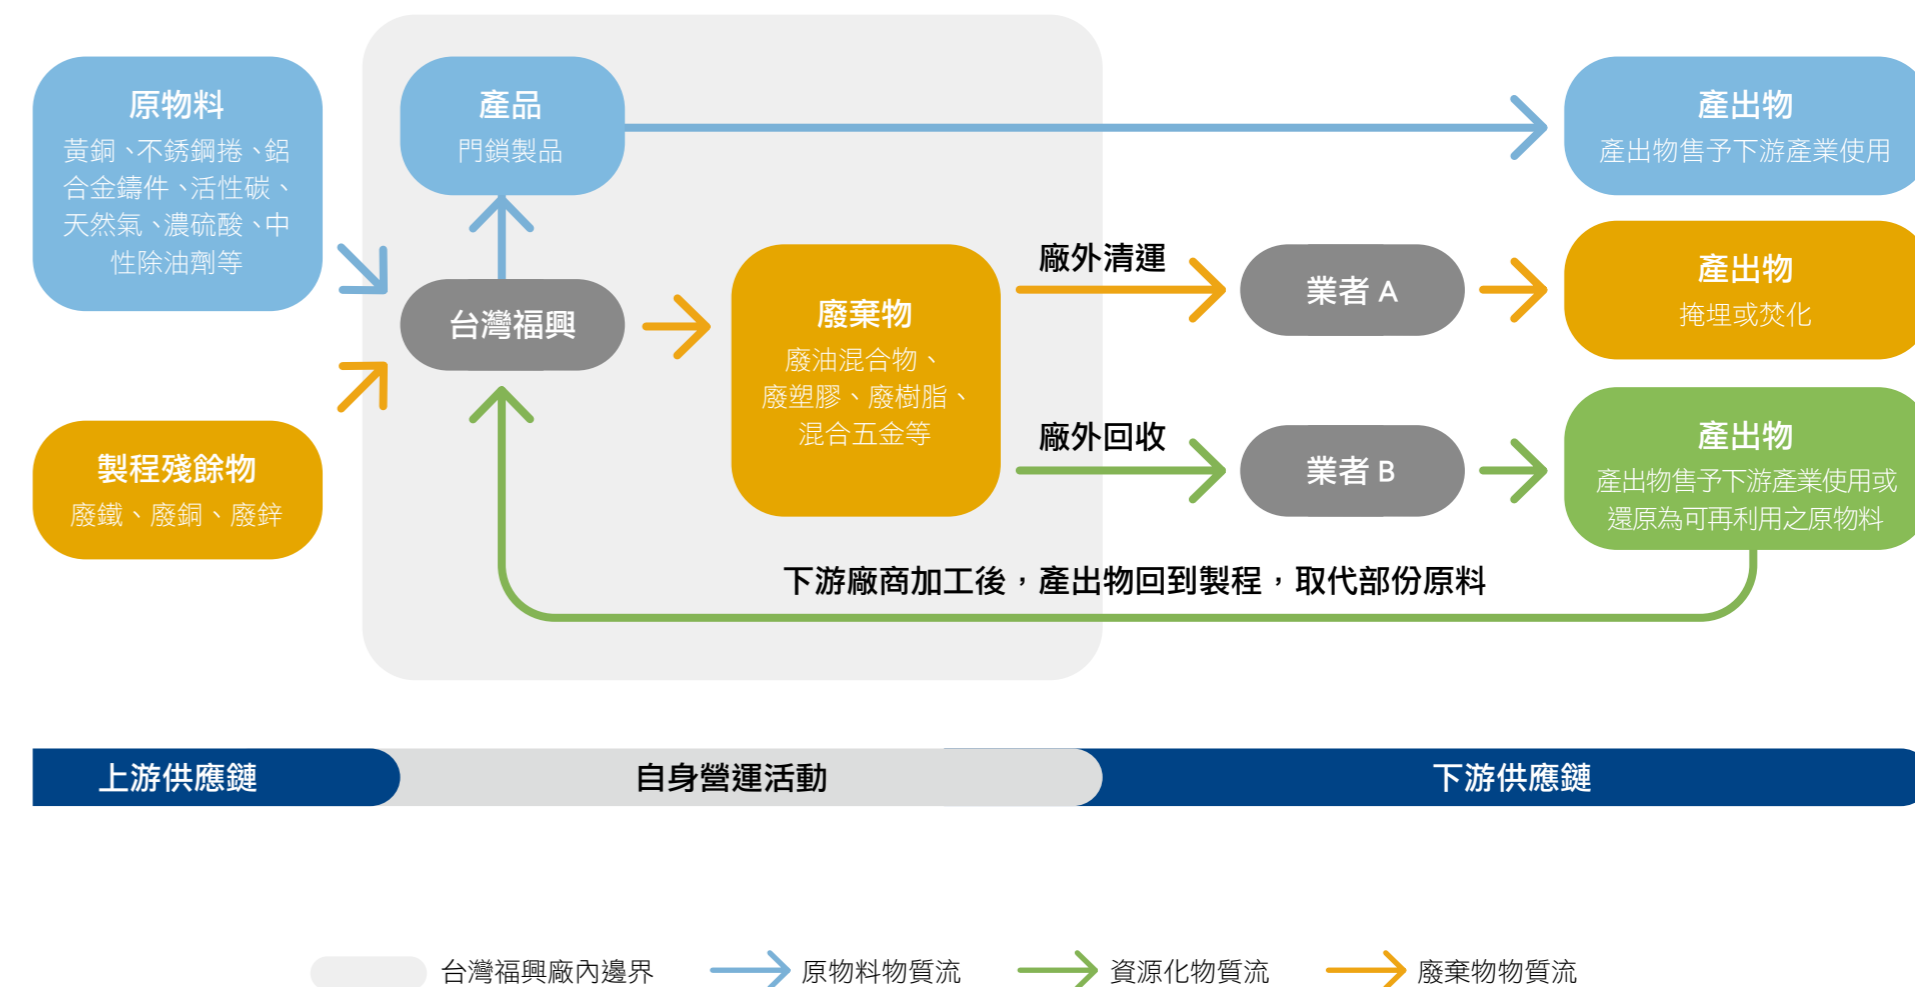 原物料
黃銅、不銹鋼捲、鋁
合金鑄件、活性碳、
天然氣、濃硫酸、中
性除油劑等
製程殘餘物
廢鐵、廢銅、廢鋅
產品
門鎖製品
台灣福興
廢棄物
廢油混合物、
廢塑膠、廢樹脂、
混合五金等
廠外清運
廠外回收
業者 A
業者 B
產出物
產出物售予下游產業使用
產出物
掩埋或焚化
產出物
產出物售予下游產業使用或
還原為可再利用之原物料
下游廠商加工後，產出物回到製程，取代部份原料
上游供應鏈
自身營運活動
下游供應鏈
台灣福興廠內邊界
原物料物質流
資源化物質流
廢棄物物質流